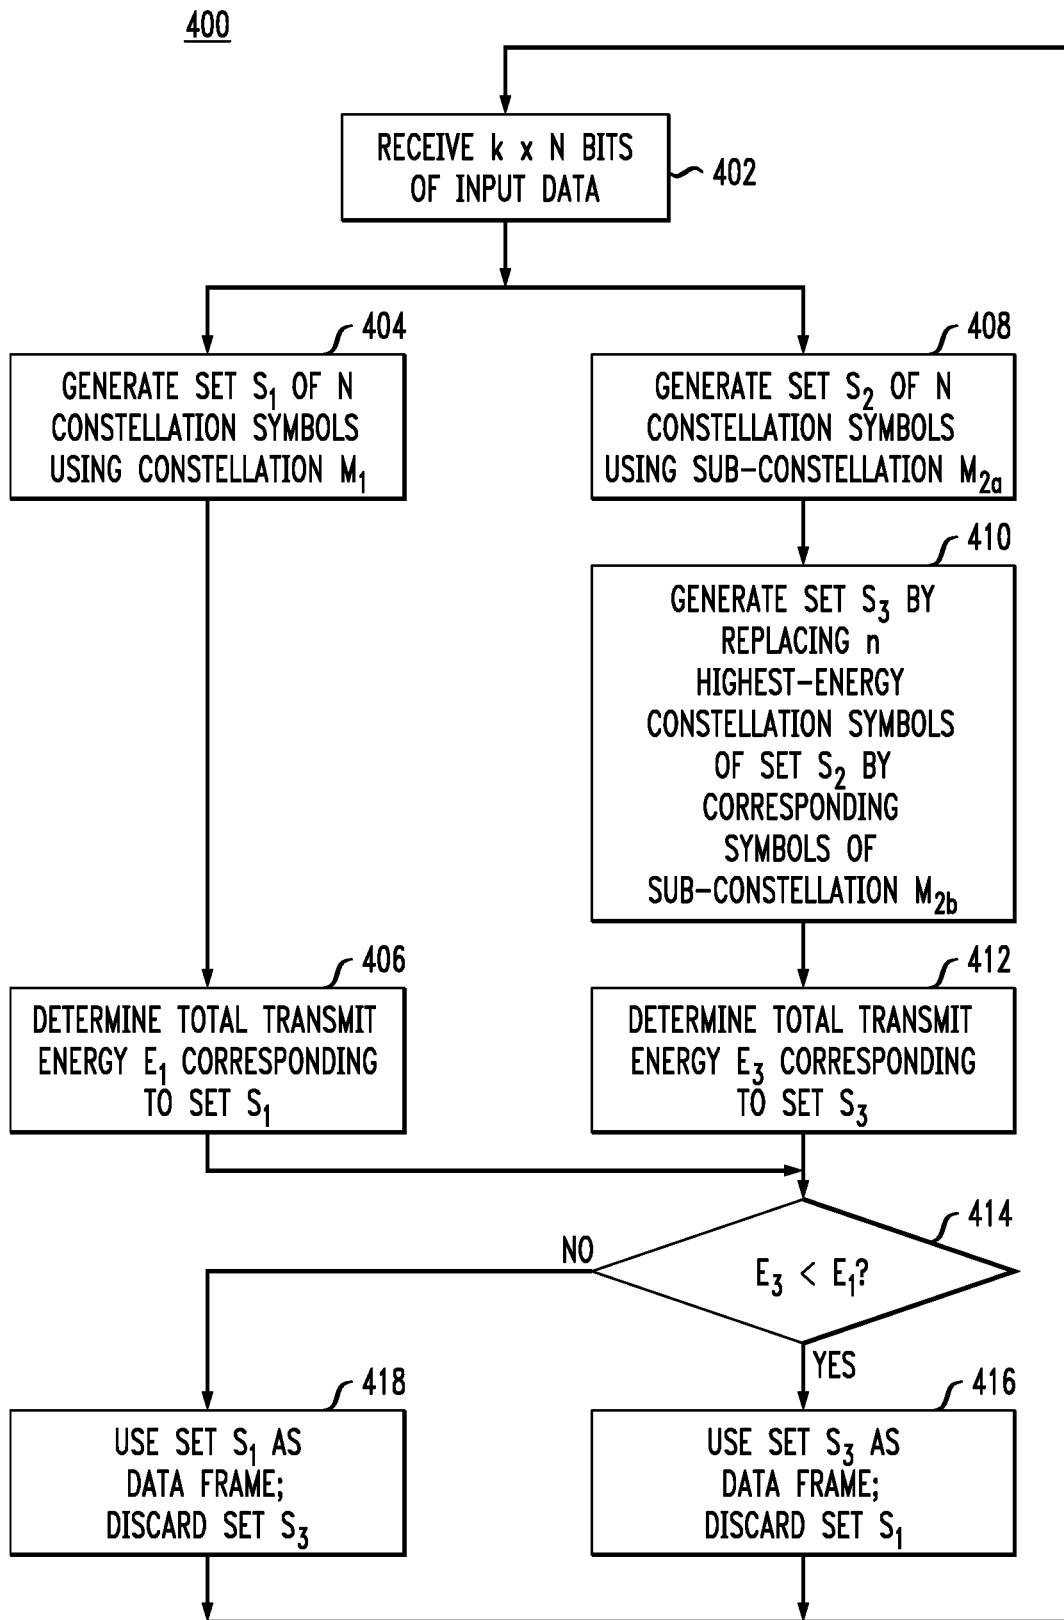 400
RECEIVE k x N BITS
OF INPUT DATA
402
404
GENERATE SET S1 OF N
CONSTELLATION SYMBOLS
USING CONSTELLATION M1
408
GENERATE SET S2 OF N
CONSTELLATION SYMBOLS
USING SUB-CONSTELLATION M2a
410
GENERATE SET S3 BY
REPLACING n
HIGHEST-ENERGY
CONSTELLATION SYMBOLS
OF SET S2 BY
CORRESPONDING
SYMBOLS OF
SUB-CONSTELLATION M2b
406
DETERMINE TOTAL TRANSMIT
ENERGY E1 CORRESPONDING
TO SET S1
412
DETERMINE TOTAL TRANSMIT
ENERGY E3 CORRESPONDING
TO SET S3
414
E3 < E1?
NO
YES
418
USE SET S1 AS
DATA FRAME;
DISCARD SET S3
416
USE SET S3 AS
DATA FRAME;
DISCARD SET S1